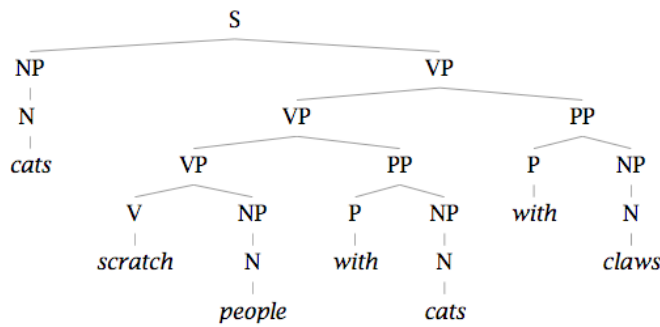 S
NP VP
N VP PP
cats VP PP P NP
V NP P NP with N
scratch N with N claws
people cats